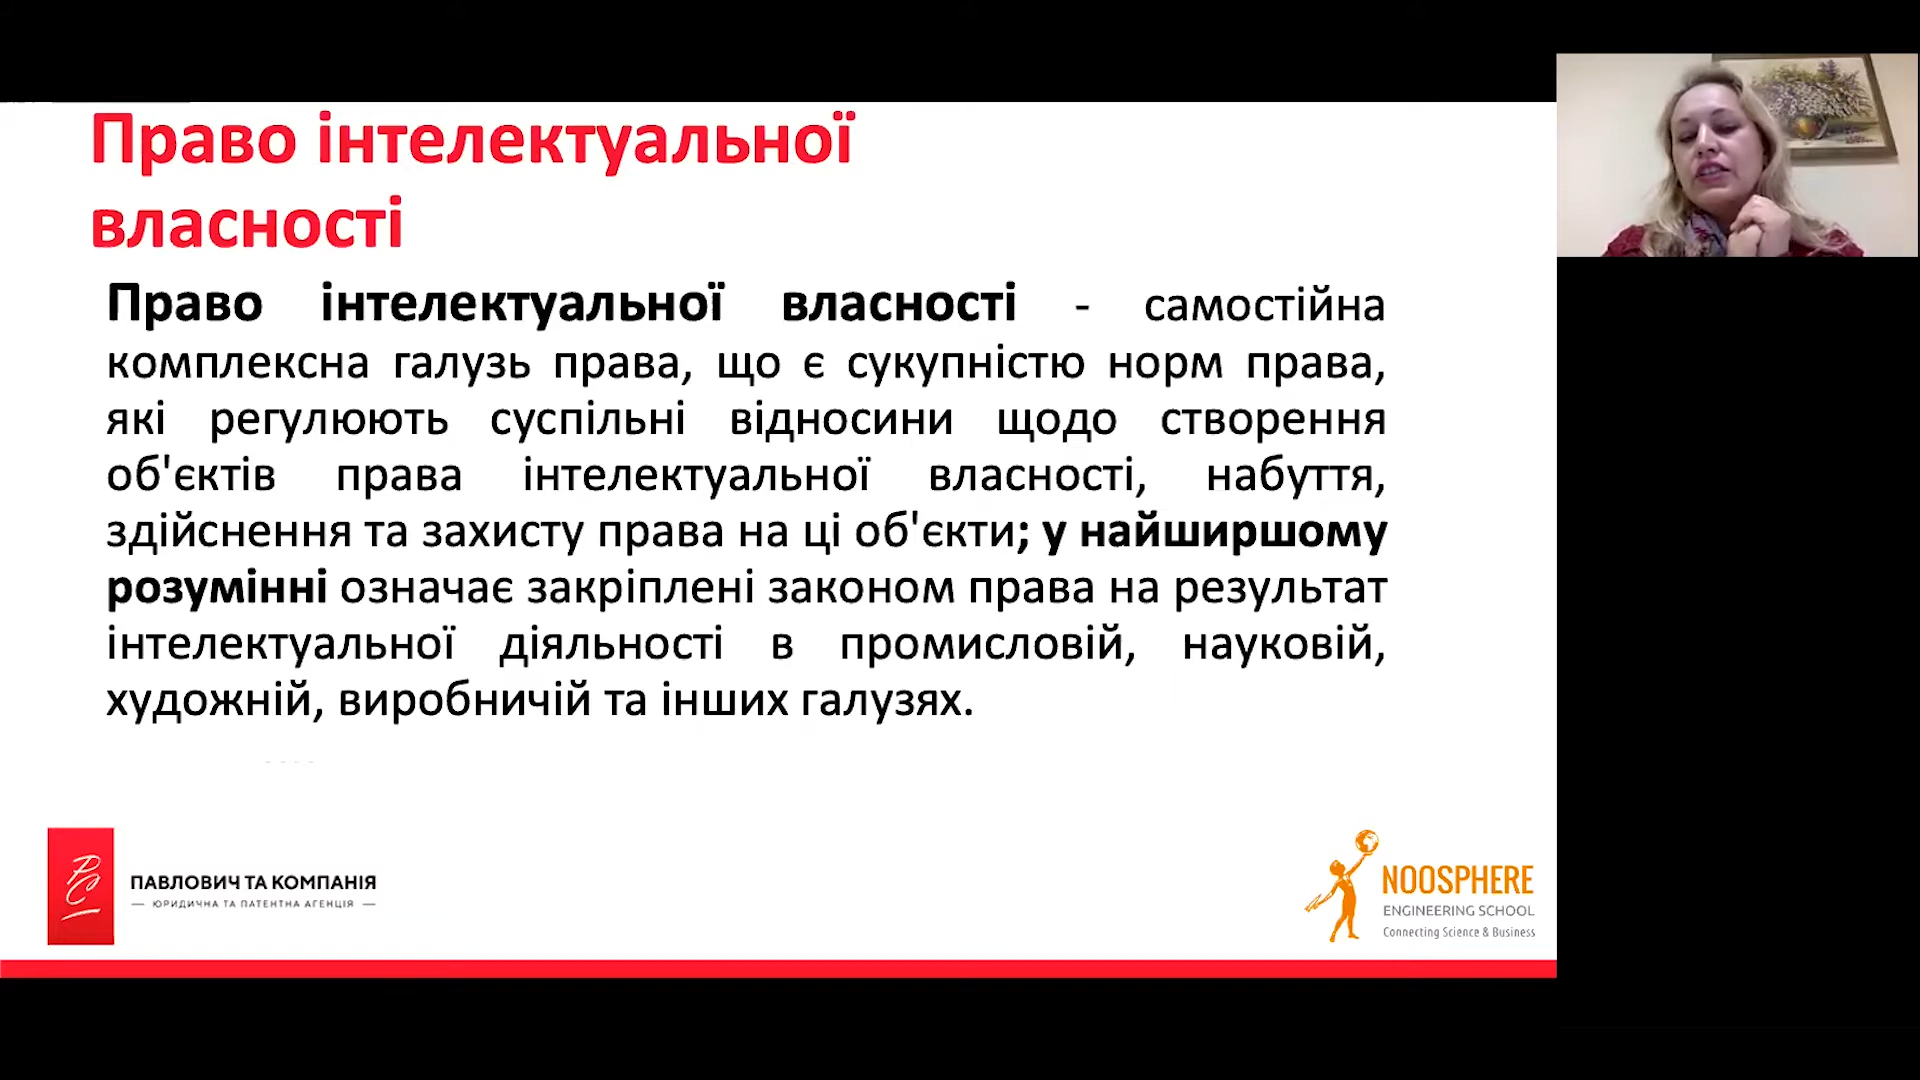 Право інтелектуальної
власності
Право інтелектуальної власності - самостійна
комплексна галузь права, що є сукупністю норм права,
які регулюють суспільні відносини щодо створення
об'єктів права інтелектуальної власності, набуття,
здійснення та захисту права на ці об'єкти; у найширшому
розумінні означає закріплені законом права на результат
інтелектуальної діяльності в промисловій, науковій,
художній, виробничій та інших галузях.
ПАВЛОВИЧ ТА КОМПАНІЯ
— ЮРИДИЧНА ТА ПАТЕНТНА АГЕНЦІЯ —
NOOSPHERE
ENGINEERING SCHOOL
Connecting Science & Business